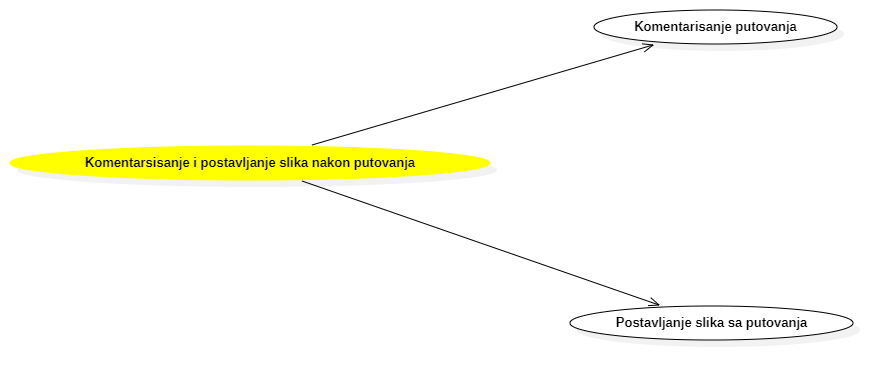 Komentarisanje putovanja
Komentarsisanje i postavljanje slika nakon putovanja
Postavljanje slika sa putovanja